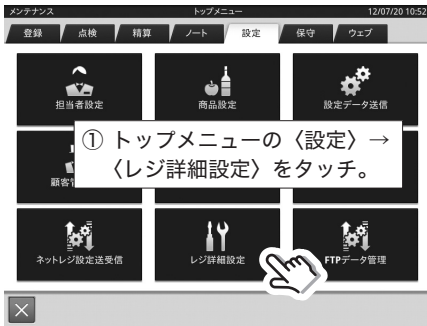 メンテナンス トップメニュー 12/07/20 10:52
登録 点検 精算 ノート 設定 保守 ウェブ
担当者設定 商品設定 設定データ送信
① トップメニューの〈設定〉→
〈レジ詳細設定〉をタッチ。
顧客
ネットレジ設定送受信 レジ詳細設定 FTPデータ管理